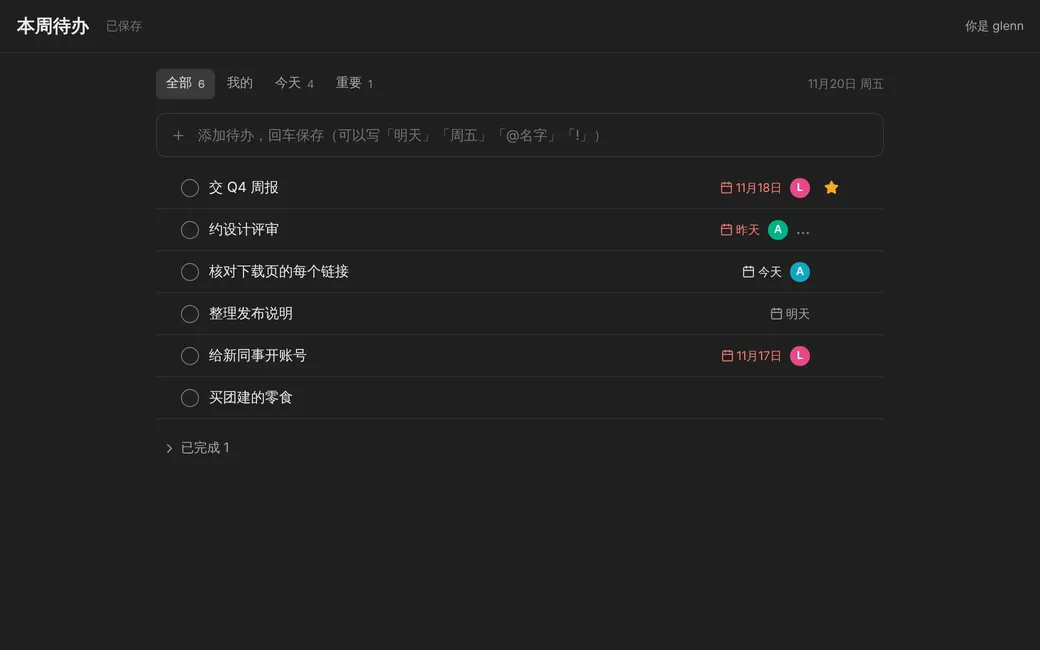 本周待办 已保存 你是 glenn
全部 6 我的 今天 4 重要 1 11月20日 周五
添加待办，回车保存（可以写「明天」「周五」「@名字」「!」）
交 Q4 周报 11月18日 L
约设计评审 昨天 A ...
核对下载页的每个链接 今天 A
整理发布说明 明天
给新同事开账号 11月17日 L
买团建的零食
已完成 1